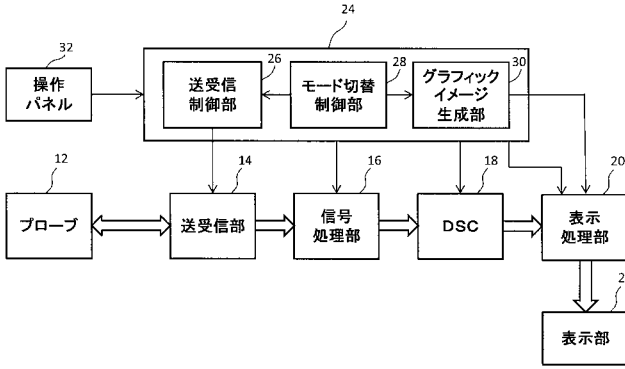 24
32
操作
パネル
26
送受信
制御部
28
モード切替
制御部
30
グラフィック
イメージ
生成部
12
プローブ
14
送受信部
16
信号
処理部
18
DSC
20
表示
処理部
2
表示部